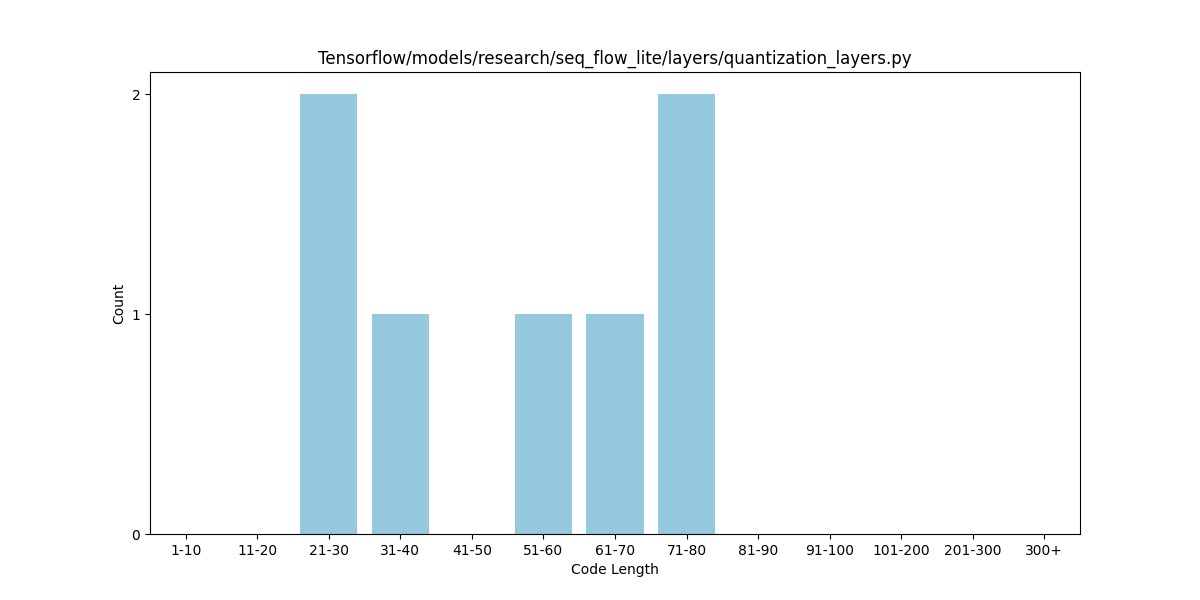 Tensorflow/models/research/seq_flow_lite/layers/quantization_layers.py
2
1
0
Count
1-10 11-20 21-30 31-40 41-50 51-60 61-70 71-80 81-90 91-100 101-200 201-300 300+
Code Length